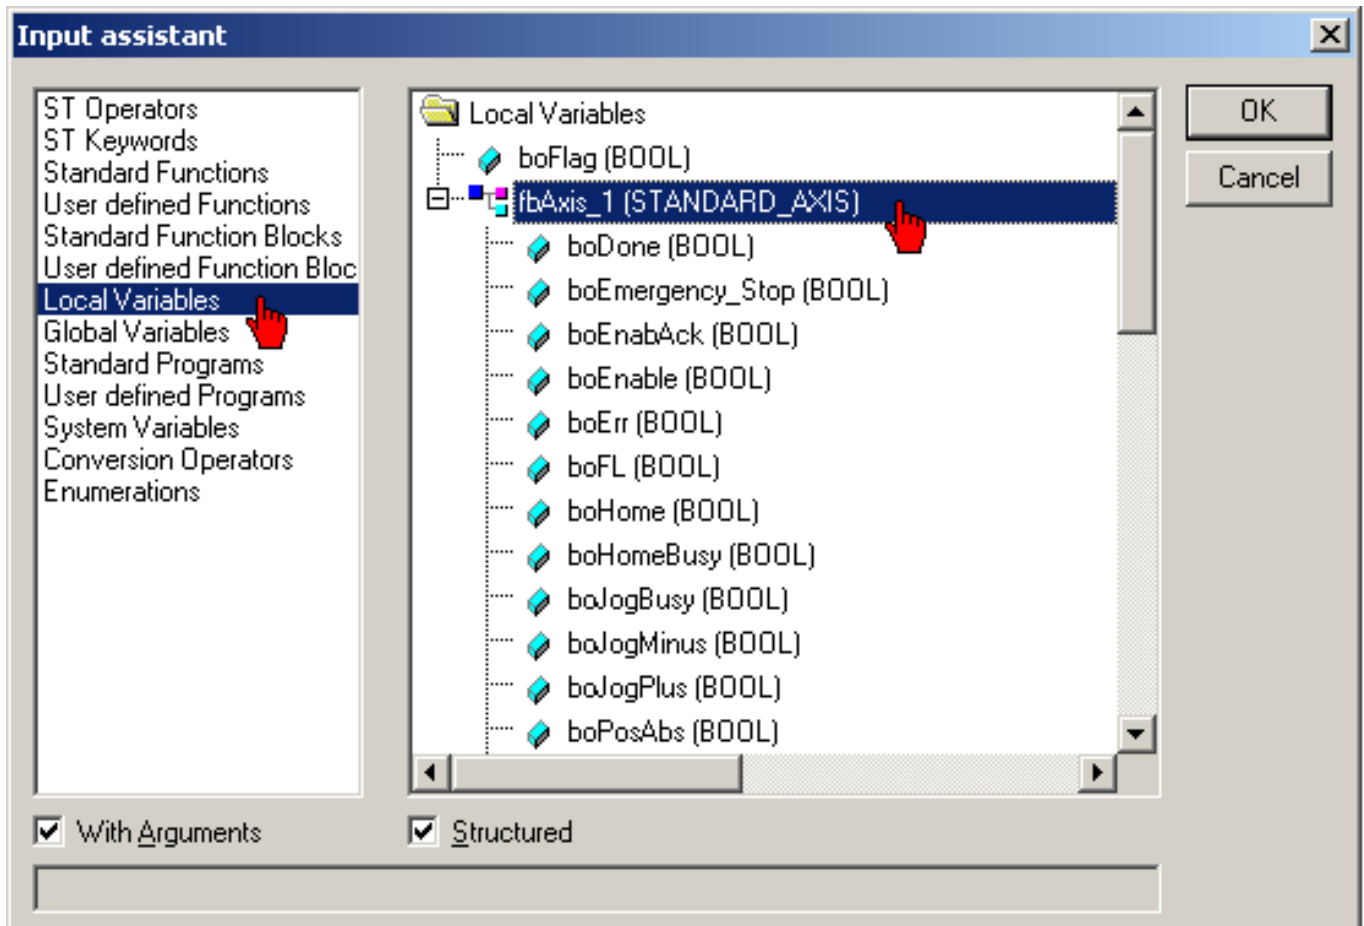 Input assistant
ST Operators
ST Keywords
Standard Functions
User defined Functions
Standard Function Blocks
User defined Function Bloc
Local Variables
Global Variables
Standard Programs
User defined Programs
System Variables
Conversion Operators
Enumerations
Local Variables
boFlag (BOOL)
fbAxis_1 (STANDARD_AXIS)
boDone (BOOL)
boEmergency_Stop (BOOL)
boEnabAck (BOOL)
boEnable (BOOL)
boErr (BOOL)
boFL (BOOL)
boHome (BOOL)
boHomeBusy (BOOL)
boJogBusy (BOOL)
boJogMinus (BOOL)
boJogPlus (BOOL)
boPosAbs (BOOL)
OK
Cancel
With Arguments
Structured